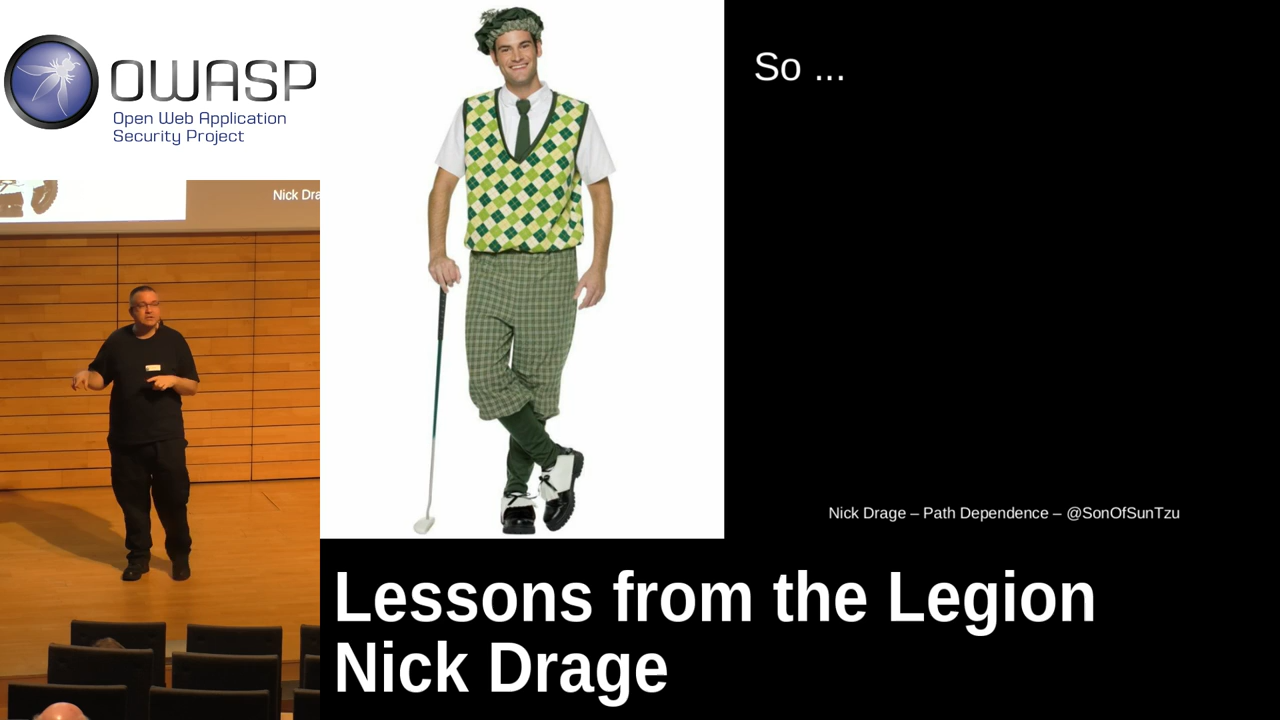 OWASP
Open Web Application
Security Project
Nick Dra
So ...
Nick Drage – Path Dependence – @SonOfSunTzu
Lessons from the Legion
Nick Drage